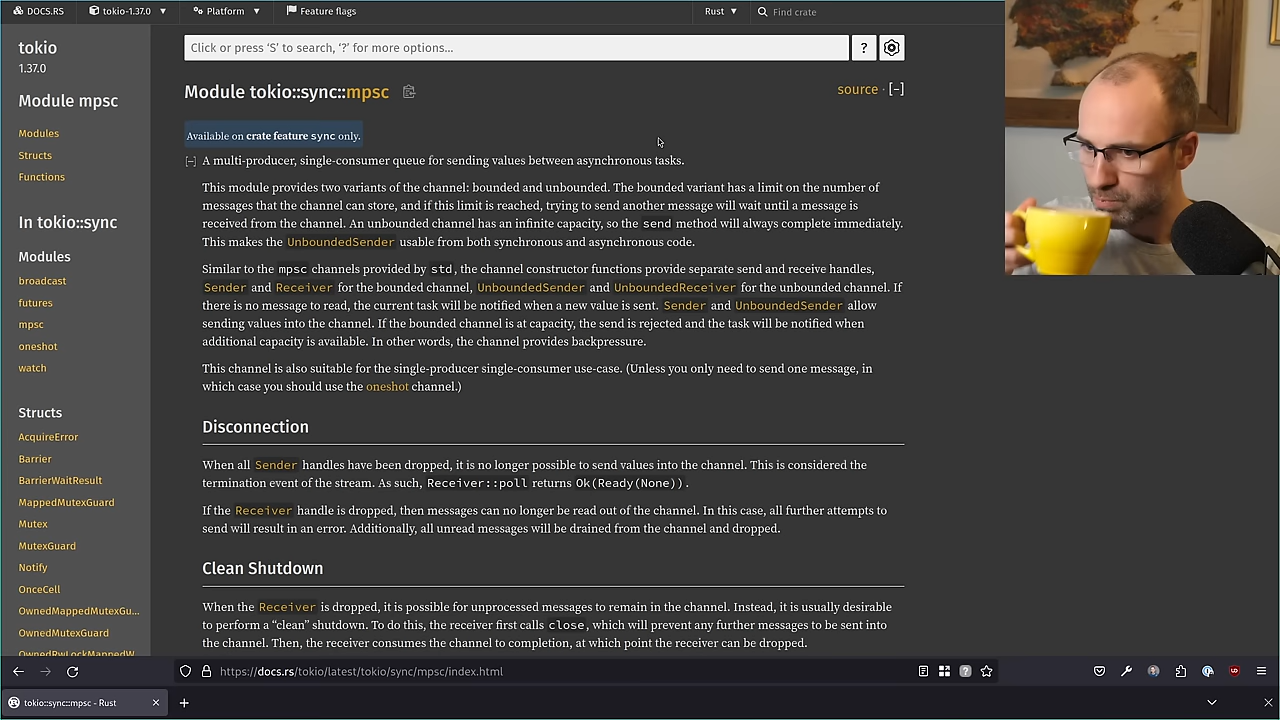 DOCS.RS
tokio-1.37.0
Platform
Feature flags
Rust
Find crate
tokio
1.37.0
Module mpsc
Modules
Structs
Functions
In tokio::sync
Modules
broadcast
futures
mpsc
oneshot
watch
Structs
AcquireError
Barrier
BarrierWaitResult
MappedMutexGuard
Mutex
MutexGuard
Notify
OnceCell
OwnedMappedMutexGu...
OwnedMutexGuard
OwnedRwLockMappedW...
Click or press ‘S’ to search, ‘?’ for more options...
?
Module tokio::sync::mpsc
source · [−]
Available on crate feature sync only.
[−] A multi-producer, single-consumer queue for sending values between asynchronous tasks.
This module provides two variants of the channel: bounded and unbounded. The bounded variant has a limit on the number of
messages that the channel can store, and if this limit is reached, trying to send another message will wait until a message is
received from the channel. An unbounded channel has an infinite capacity, so the send method will always complete immediately.
This makes the UnboundedSender usable from both synchronous and asynchronous code.
Similar to the mpsc channels provided by std, the channel constructor functions provide separate send and receive handles,
Sender and Receiver for the bounded channel, UnboundedSender and UnboundedReceiver for the unbounded channel. If
there is no message to read, the current task will be notified when a new value is sent. Sender and UnboundedSender allow
sending values into the channel. If the bounded channel is at capacity, the send is rejected and the task will be notified when
additional capacity is available. In other words, the channel provides backpressure.
This channel is also suitable for the single-producer single-consumer use-case. (Unless you only need to send one message, in
which case you should use the oneshot channel.)
Disconnection
When all Sender handles have been dropped, it is no longer possible to send values into the channel. This is considered the
termination event of the stream. As such, Receiver::poll returns Ok(Ready(None)).
If the Receiver handle is dropped, then messages can no longer be read out of the channel. In this case, all further attempts to
send will result in an error. Additionally, all unread messages will be drained from the channel and dropped.
Clean Shutdown
When the Receiver is dropped, it is possible for unprocessed messages to remain in the channel. Instead, it is usually desirable
to perform a “clean” shutdown. To do this, the receiver first calls close, which will prevent any further messages to be sent into
the channel. Then, the receiver consumes the channel to completion, at which point the receiver can be dropped.
https://docs.rs/tokio/latest/tokio/sync/mpsc/index.html
tokio::sync::mpsc - Rust